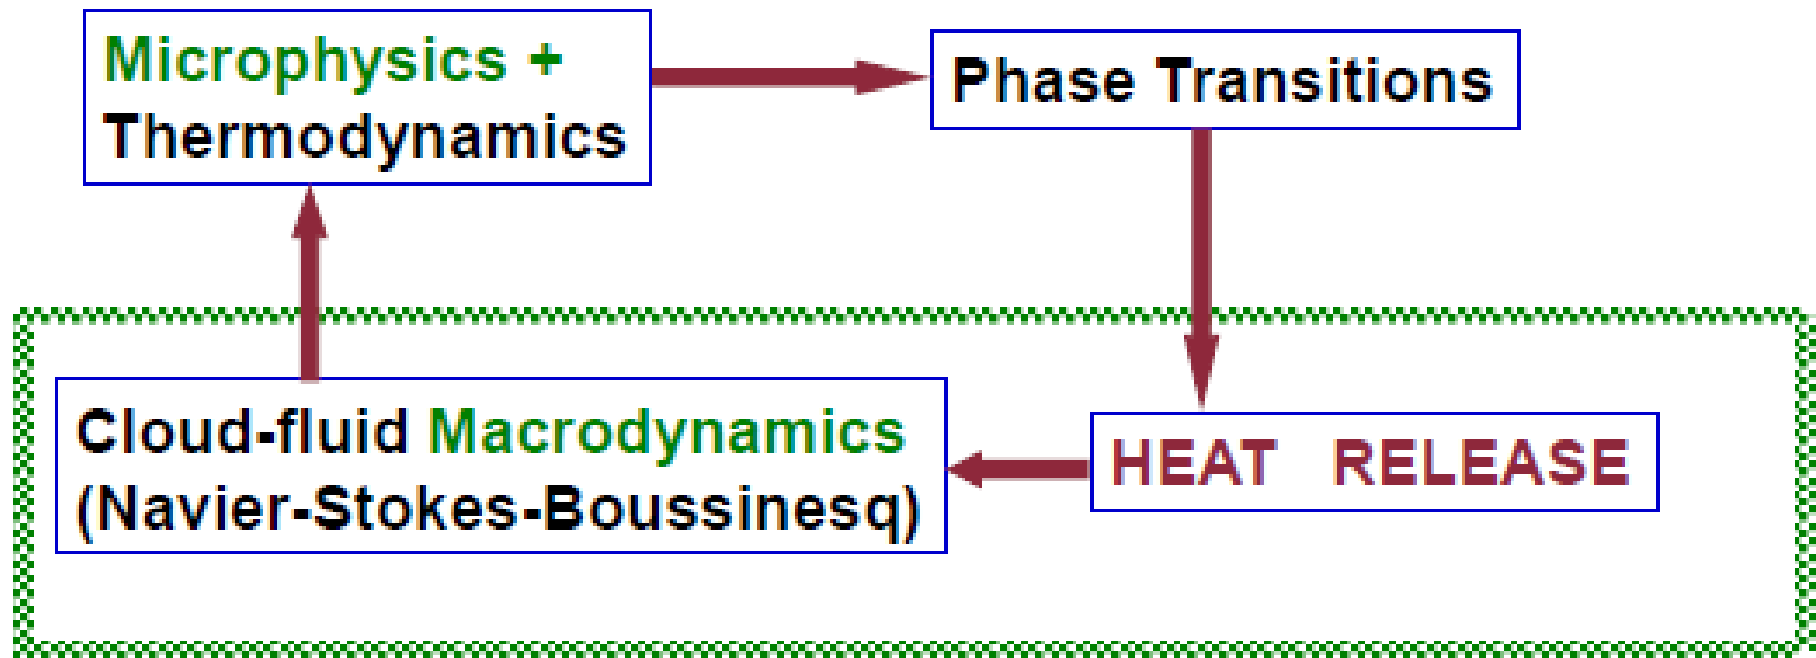 Microphysics +
Thermodynamics
Phase Transitions
Cloud-fluid Macrodynamics
(Navier-Stokes-Boussinesq)
HEAT RELEASE